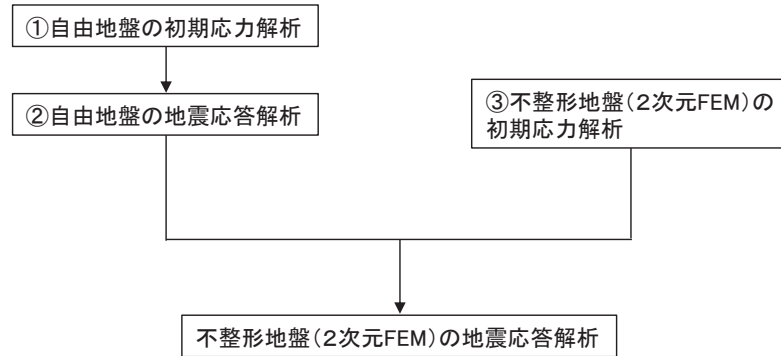 ①自由地盤の初期応力解析
②自由地盤の地震応答解析
③不整形地盤(2次元FEM)の
初期応力解析
不整形地盤(2次元FEM)の地震応答解析